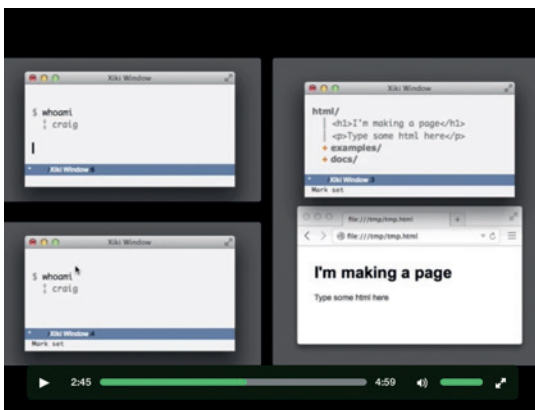 Xiki Window
$ whoami
craig
Xiki Window
Xiki Window
$ whoami
craig
Xiki Window
Mark set
Xiki Window
html/
<h1>I'm making a page</h1>
<p>Type some html here</p>
+ examples/
+ docs/
Xiki Window
Mark set
file:///tmp/tmp.html
file:///tmp/tmp.html
I'm making a page
Type some html here
2:45
4:59